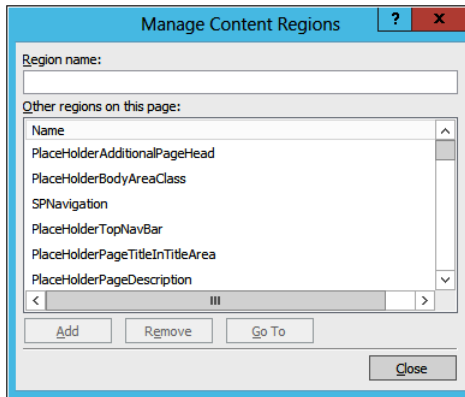 Manage Content Regions
? x
Region name:
Other regions on this page:
Name
PlaceHolderAdditionalPageHead
PlaceHolderBodyAreaClass
SPNavigation
PlaceHolderTopNavBar
PlaceHolderPageTitleInTitleArea
PlaceHolderPageDescription
Add Remove Go To
Close